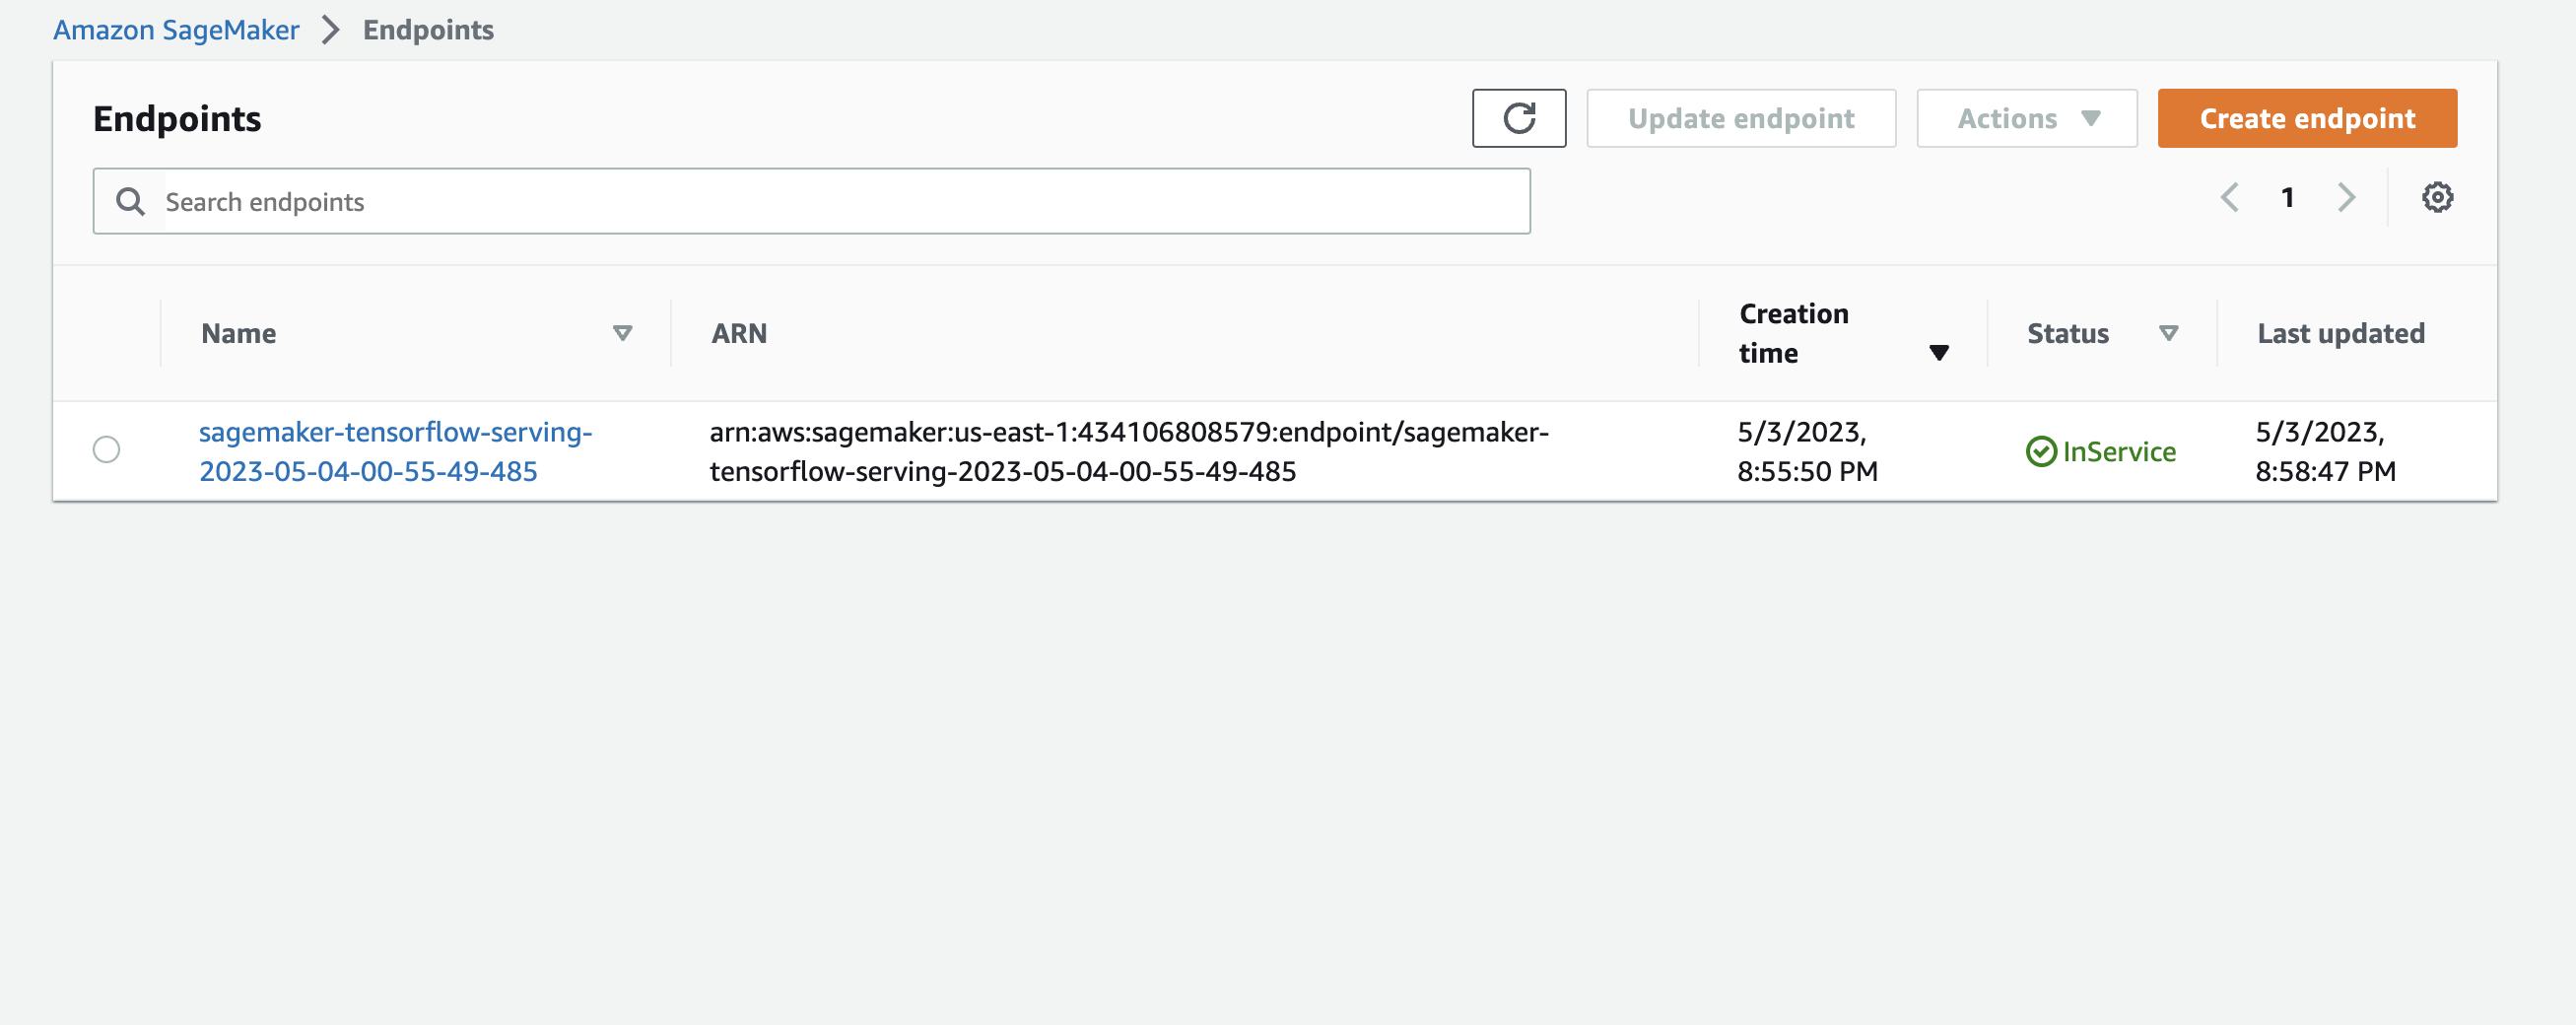 Amazon SageMaker > Endpoints
Endpoints
Update endpoint
Actions
Create endpoint
Search endpoints
1
Name
ARN
Creation
time
Status
Last updated
sagemaker-tensorflow-serving-
2023-05-04-00-55-49-485
arn:aws:sagemaker:us-east-1:434106808579:endpoint/sagemaker-
tensorflow-serving-2023-05-04-00-55-49-485
5/3/2023,
8:55:50 PM
InService
5/3/2023,
8:58:47 PM